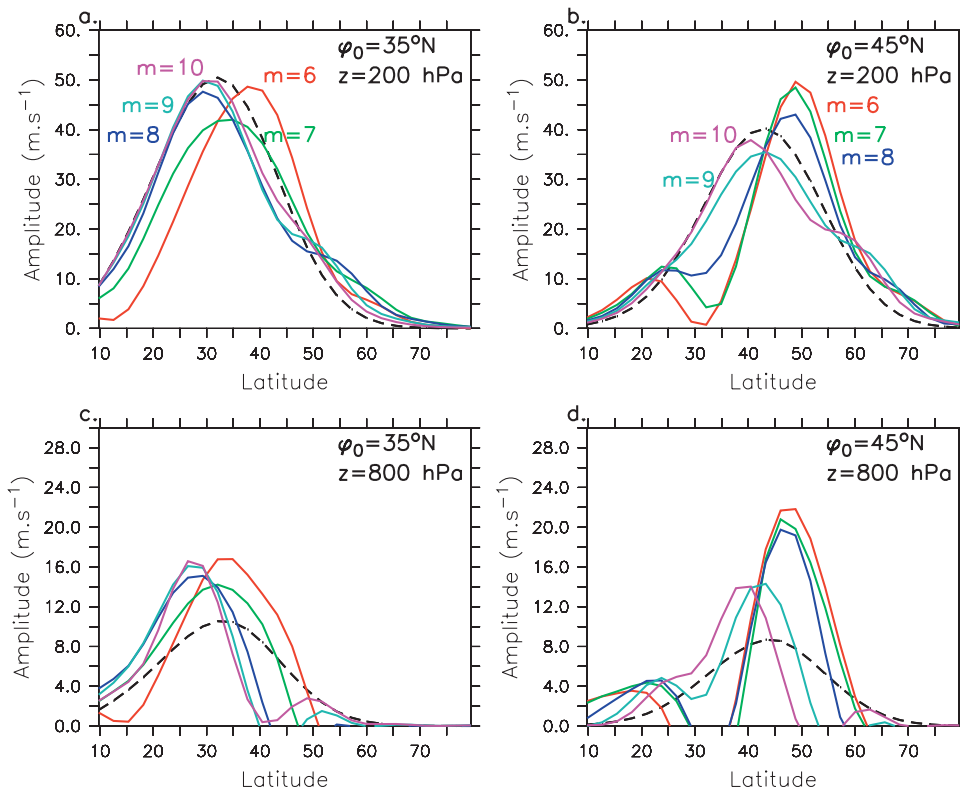 a.
φ₀=35°N
z=200 hPa
m=10
m=6
m=9
m=8
m=7
60.
50.
40.
30.
20.
10.
0.
Amplitude (m.s⁻¹)
10 20 30 40 50 60 70
Latitude
b.
φ₀=45°N
z=200 hPa
m=6
m=10
m=7
m=8
m=9
60.
50.
40.
30.
20.
10.
0.
Amplitude (m.s⁻¹)
10 20 30 40 50 60 70
Latitude
c.
φ₀=35°N
z=800 hPa
28.0
24.0
20.0
16.0
12.0
8.0
4.0
0.0
Amplitude (m.s⁻¹)
10 20 30 40 50 60 70
Latitude
d.
φ₀=45°N
z=800 hPa
28.0
24.0
20.0
16.0
12.0
8.0
4.0
0.0
Amplitude (m.s⁻¹)
10 20 30 40 50 60 70
Latitude